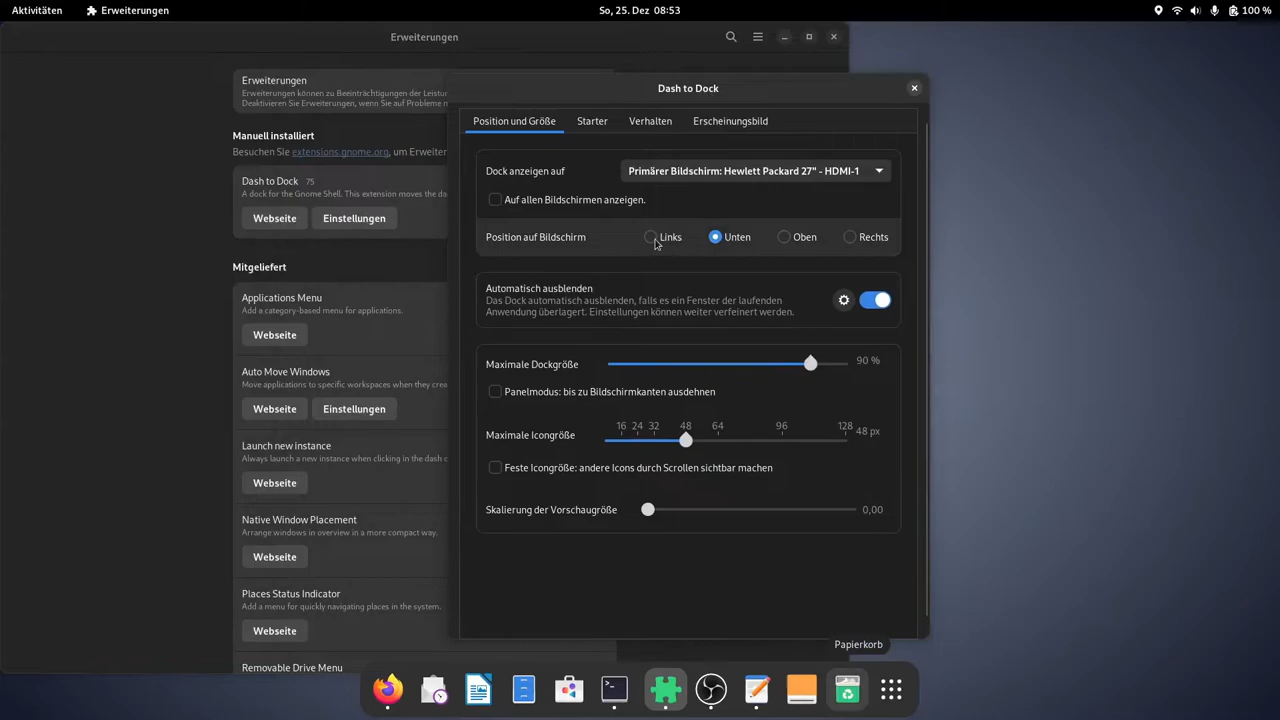 Aktivitäten
Erweiterungen
So, 25. Dez 08:53
100 %
Erweiterungen
Erweiterungen
Erweiterungen können zu Beeinträchtigungen der Leistu
Deaktivieren Sie Erweiterungen, wenn Sie auf Probleme m
Manuell installiert
Besuchen Sie extensions.gnome.org, um Erweiter
Dash to Dock 75
A dock for the Gnome Shell. This extension moves the da
Webseite
Einstellungen
Mitgeliefert
Applications Menu
Add a category-based menu for applications.
Webseite
Auto Move Windows
Move applications to specific workspaces when they crea
Webseite
Einstellungen
Launch new instance
Always launch a new instance when clicking in the dash o
Webseite
Native Window Placement
Arrange windows in overview in a more compact way.
Webseite
Places Status Indicator
Add a menu for quickly navigating places in the system.
Webseite
Removable Drive Menu
Dash to Dock
Position und Größe
Starter
Verhalten
Erscheinungsbild
Dock anzeigen auf
Primärer Bildschirm: Hewlett Packard 27" - HDMI-1
Auf allen Bildschirmen anzeigen.
Position auf Bildschirm
Links
Unten
Oben
Rechts
Automatisch ausblenden
Das Dock automatisch ausblenden, falls es ein Fenster der laufenden
Anwendung überlagert. Einstellungen können weiter verfeinert werden.
Maximale Dockgröße
90 %
Panelmodus: bis zu Bildschirmkanten ausdehnen
Maximale Icongröße
16 24 32 48 64 96 128
48 px
Feste Icongröße: andere Icons durch Scrollen sichtbar machen
Skalierung der Vorschaugröße
0,00
Papierkorb